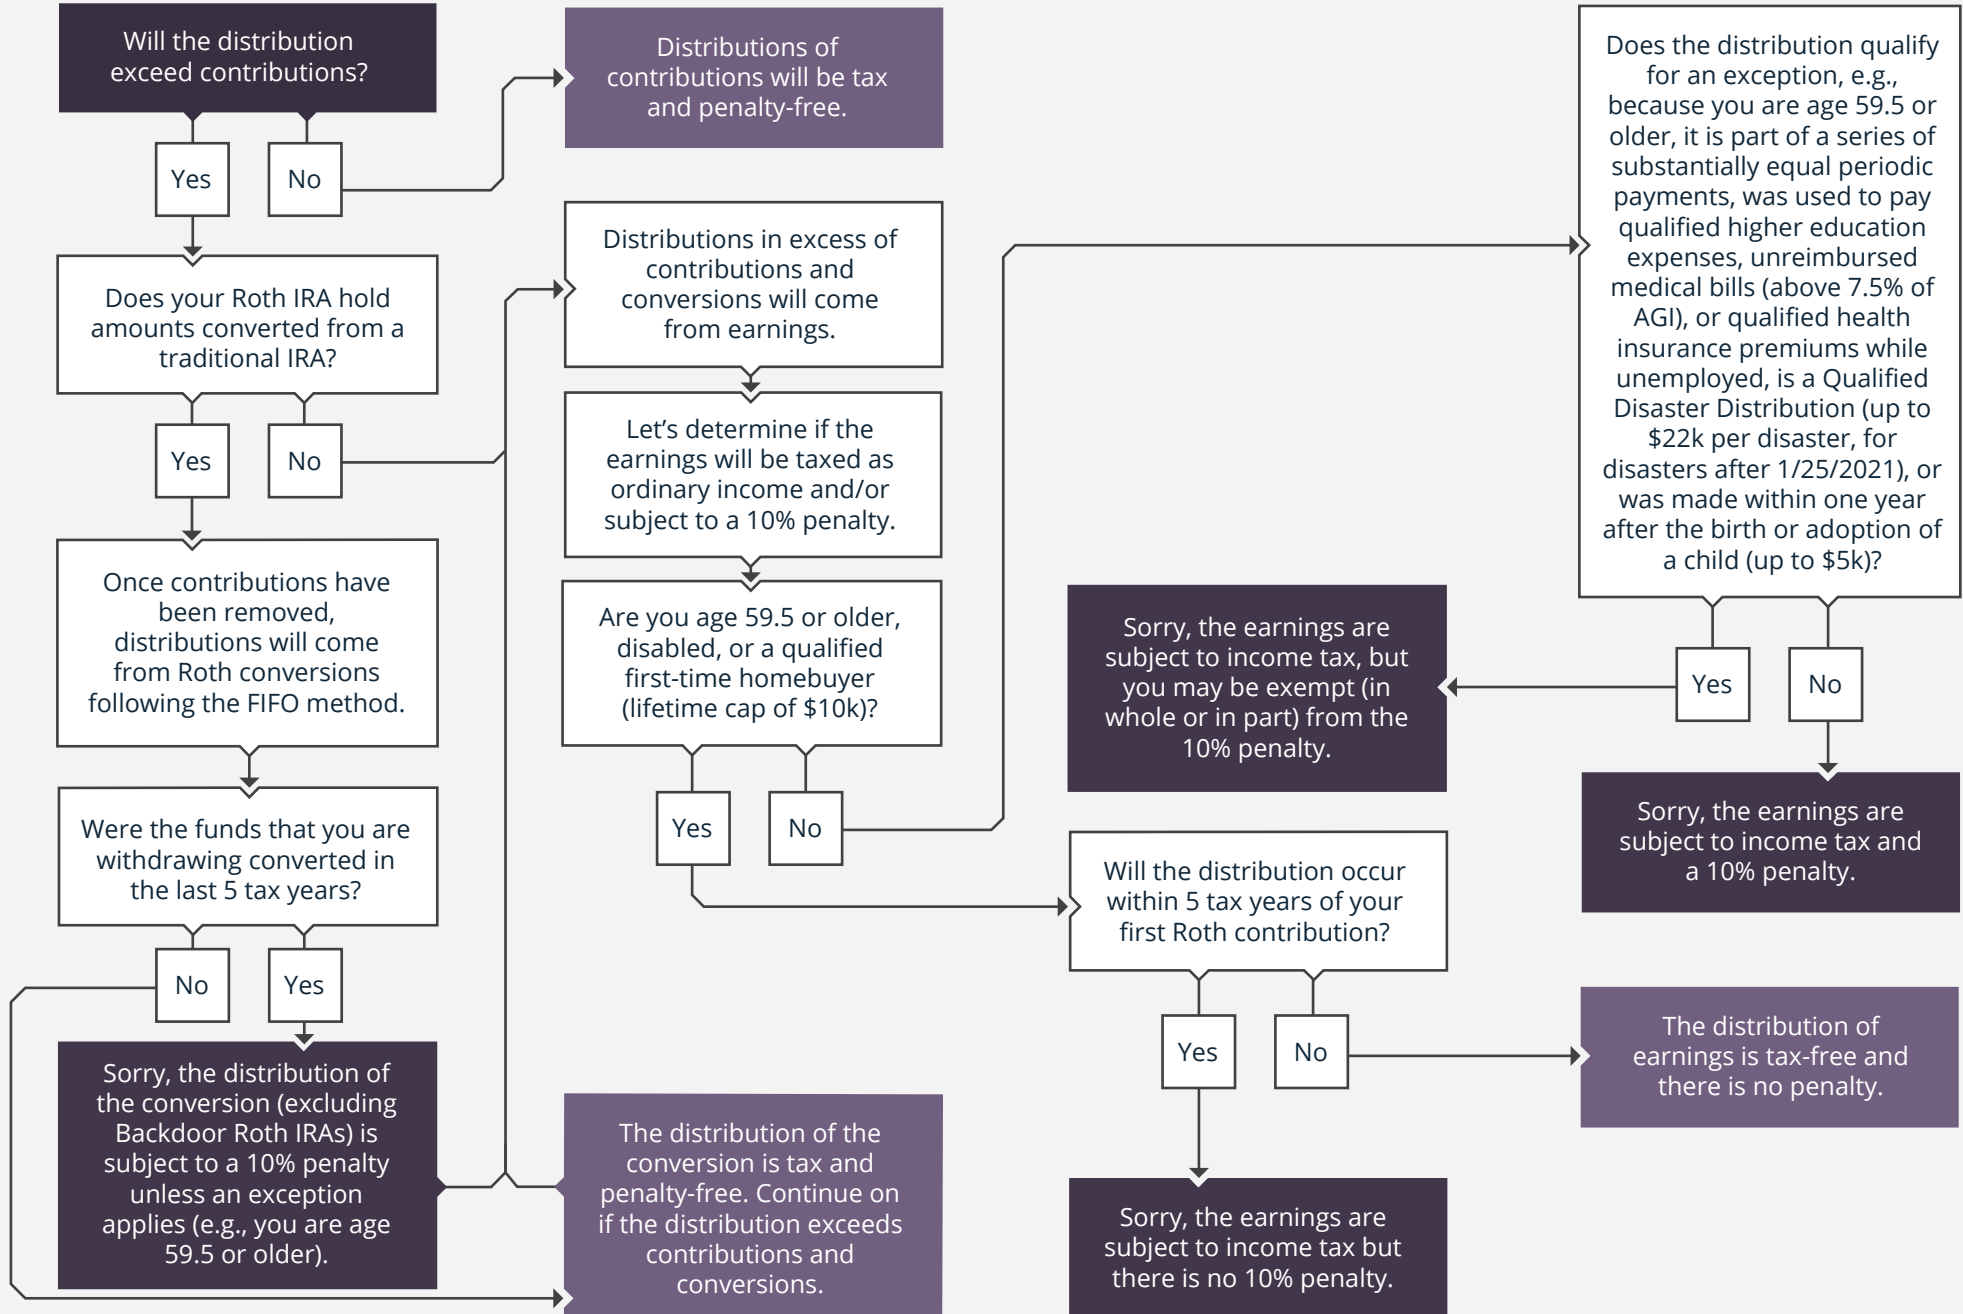 Will the distribution
exceed contributions?
Yes
No
Distributions of
contributions will be tax
and penalty-free.
Does your Roth IRA hold
amounts converted from a
traditional IRA?
Yes
No
Once contributions have
been removed,
distributions will come
from Roth conversions
following the FIFO method.
Were the funds that you are
withdrawing converted in
the last 5 tax years?
No
Yes
Sorry, the distribution of
the conversion (excluding
Backdoor Roth IRAs) is
subject to a 10% penalty
unless an exception
applies (e.g., you are age
59.5 or older).
The distribution of the
conversion is tax and
penalty-free. Continue on
if the distribution exceeds
contributions and
conversions.
Distributions in excess of
contributions and
conversions will come
from earnings.
Let’s determine if the
earnings will be taxed as
ordinary income and/or
subject to a 10% penalty.
Are you age 59.5 or older,
disabled, or a qualified
first-time homebuyer
(lifetime cap of $10k)?
Yes
No
Will the distribution occur
within 5 tax years of your
first Roth contribution?
Yes
No
Sorry, the earnings are
subject to income tax but
there is no 10% penalty.
The distribution of
earnings is tax-free and
there is no penalty.
Does the distribution qualify
for an exception, e.g.,
because you are age 59.5 or
older, it is part of a series of
substantially equal periodic
payments, was used to pay
qualified higher education
expenses, unreimbursed
medical bills (above 7.5% of
AGI), or qualified health
insurance premiums while
unemployed, is a Qualified
Disaster Distribution (up to
$22k per disaster, for
disasters after 1/25/2021), or
was made within one year
after the birth or adoption of
a child (up to $5k)?
Yes
No
Sorry, the earnings are
subject to income tax, but
you may be exempt (in
whole or in part) from the
10% penalty.
Sorry, the earnings are
subject to income tax and
a 10% penalty.